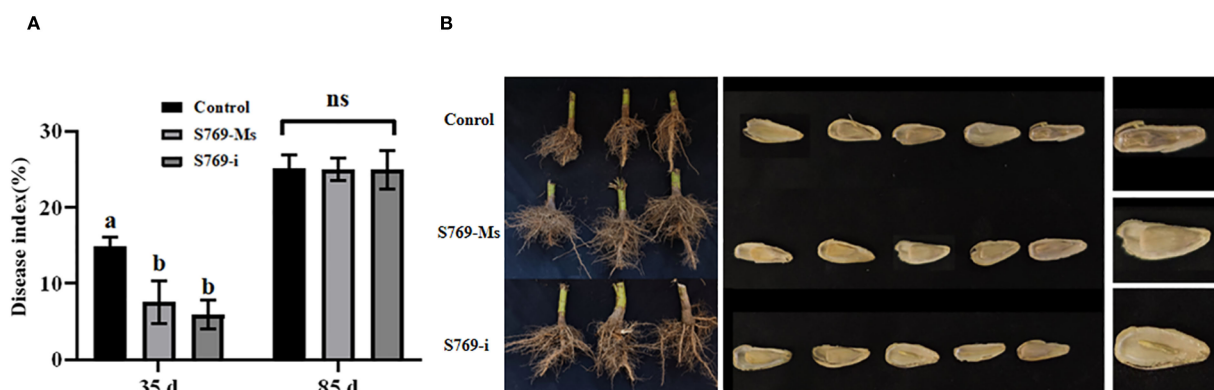 A
B
Control
S769-Ms
S769-i
ns
Disease index(%)
30
20
10
0
a
b
b
35 d
85 d
Conrol
S769-Ms
S769-i